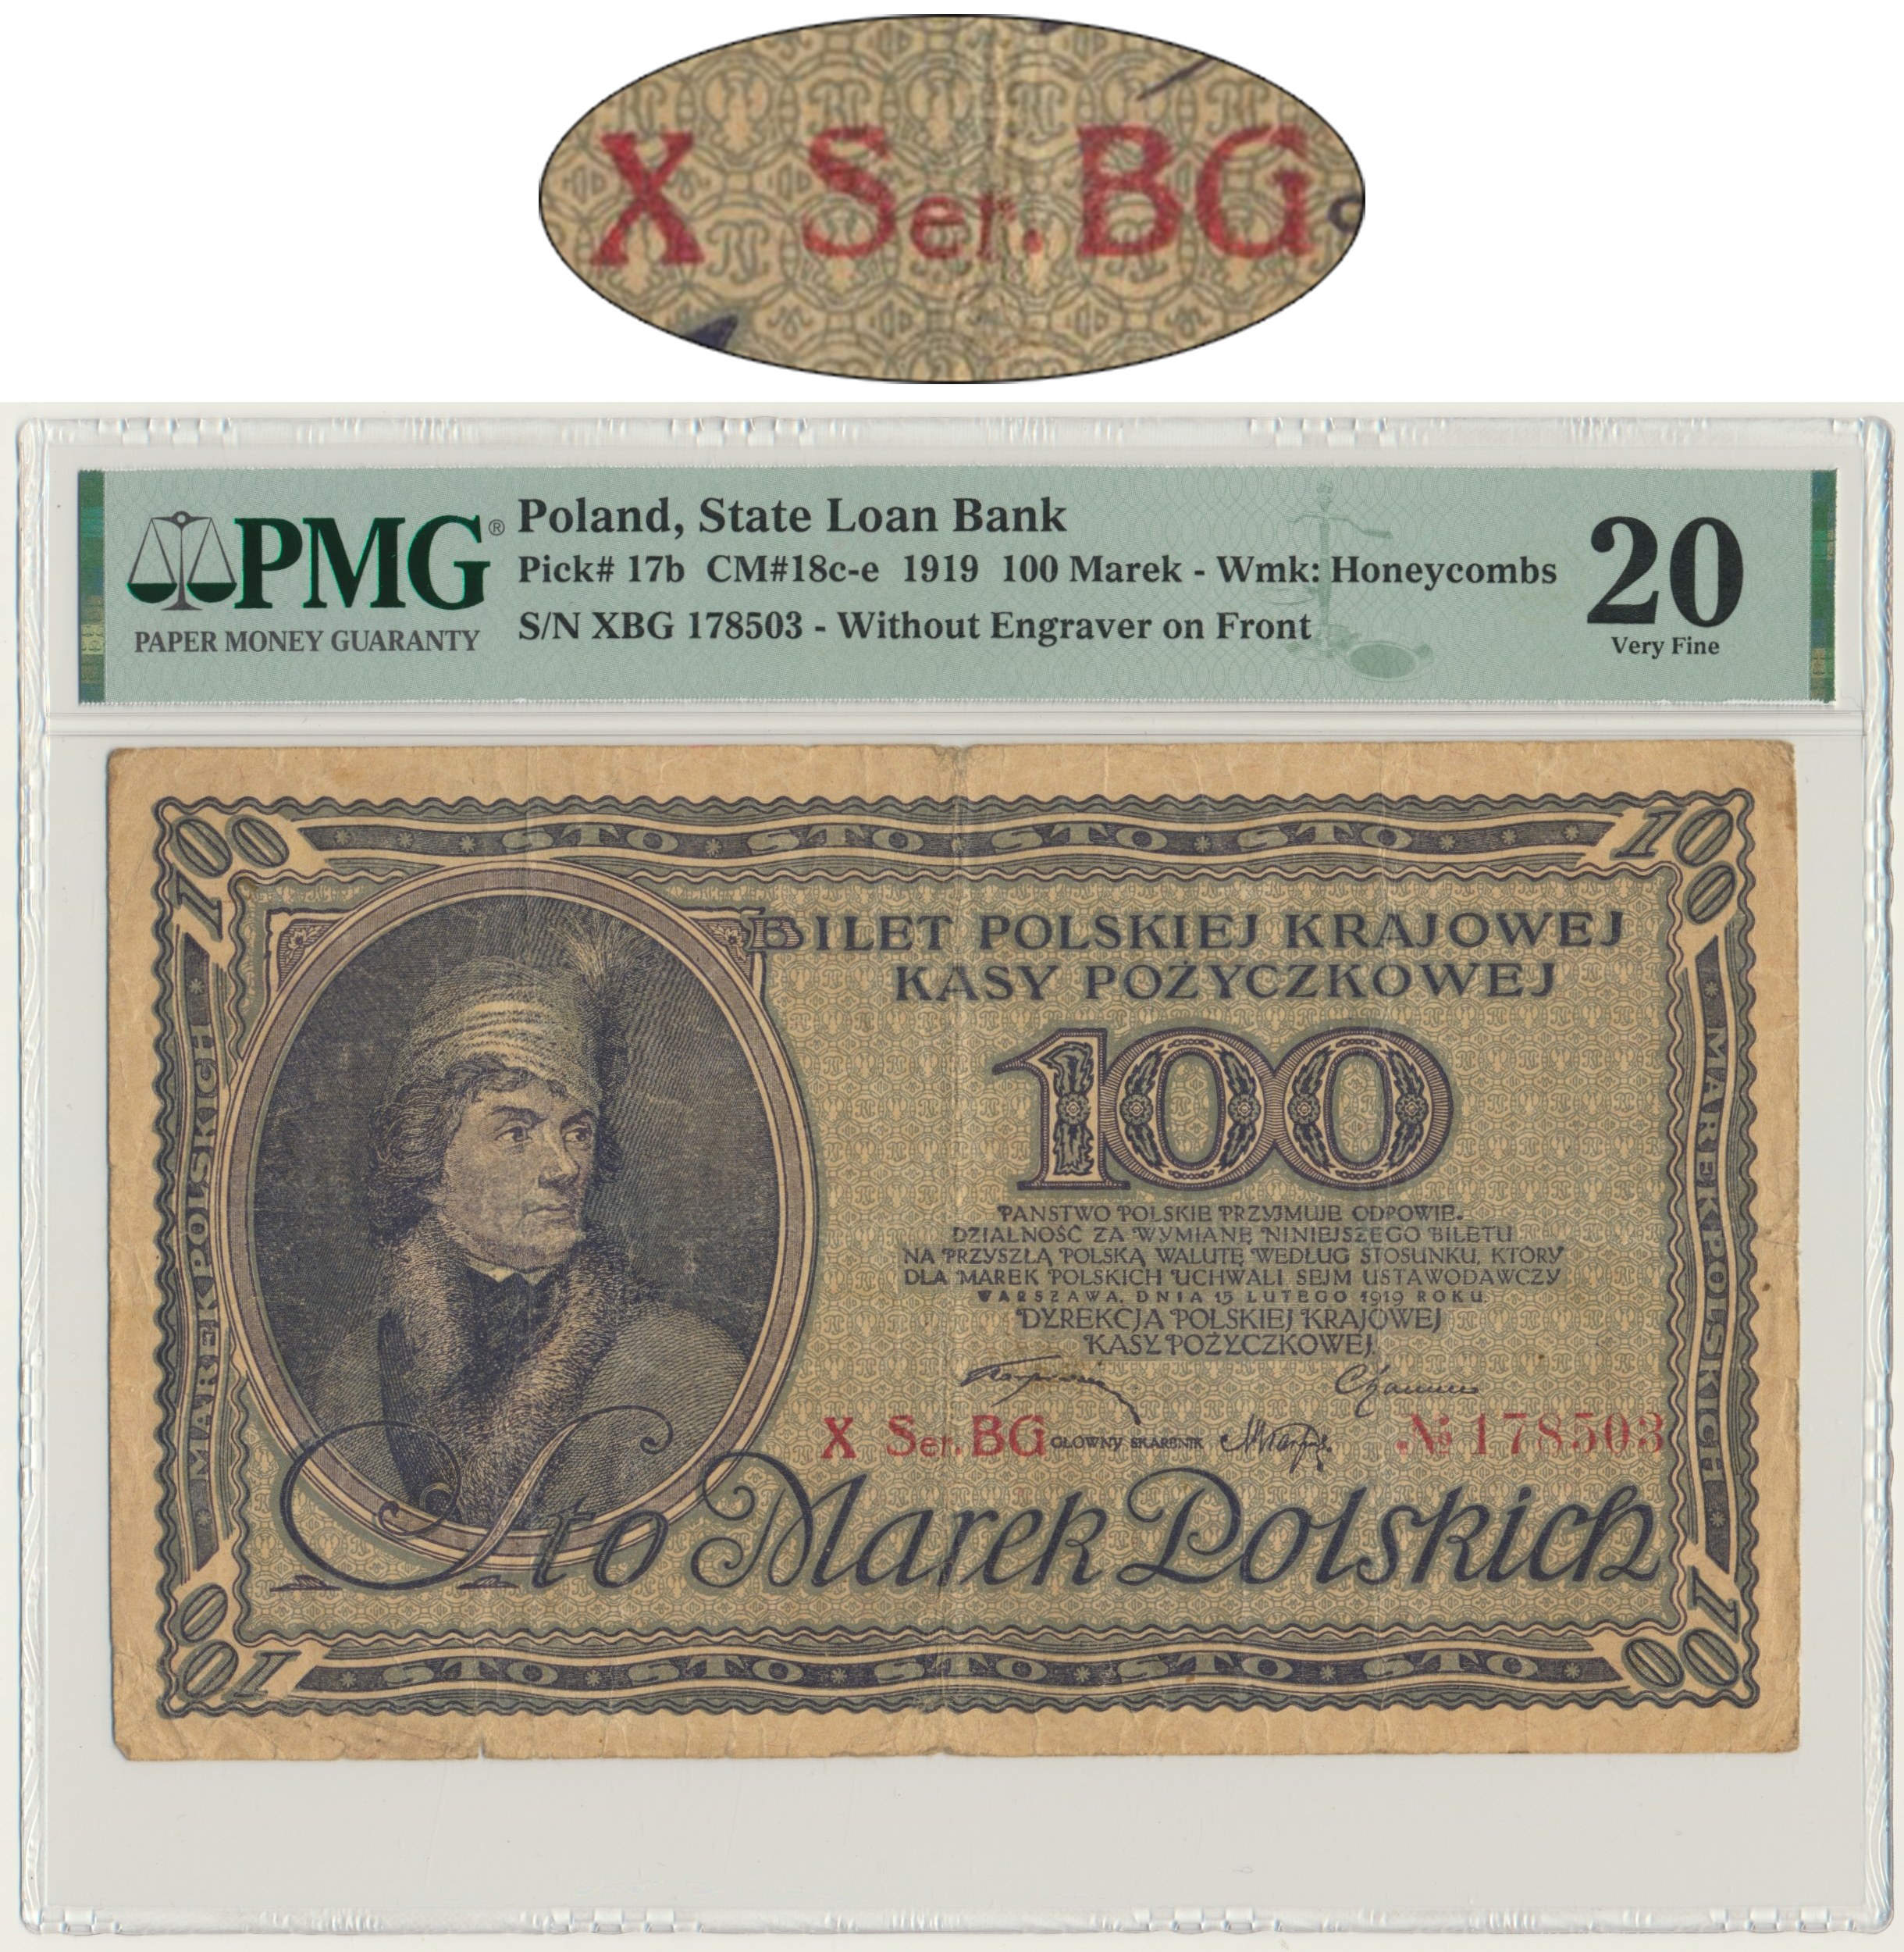 X Ser. BG
PMG®
PAPER MONEY GUARANTY
Poland, State Loan Bank
Pick# 17b CM#18c-e 1919 100 Marek - Wmk: Honeycombs
S/N XBG 178503 - Without Engraver on Front
20
Very Fine
100 * STO * STO * STO * STO * 100
MAREK POLSKICH
MAREK POLSKICH
BILET POLSKIEJ KRAJOWEJ
KASY POŻYCZKOWEJ
100
PANSTWO POLSKIE PRZYJMUJE ODPOWIE-
DZIALNOŚĆ ZA WYMIANĘ NINIEJSZEGO BILETU
NA PRZYSZŁĄ POLSKĄ WALUTĘ WEDŁUG STOSUNKU, KTÓRY
DLA MAREK POLSKICH UCHWALI SEJM USTAWODAWCZY
WARSZAWA, DNIA 15 LUTEGO 1919 ROKU.
DYREKCJA POLSKIEJ KRAJOWEJ
KASY POŻYCZKOWEJ.
X Ser. BG GŁÓWNY SKARBNIK № 178503
Sto Marek Polskich
100 * STO * STO * STO * STO * STO * 100